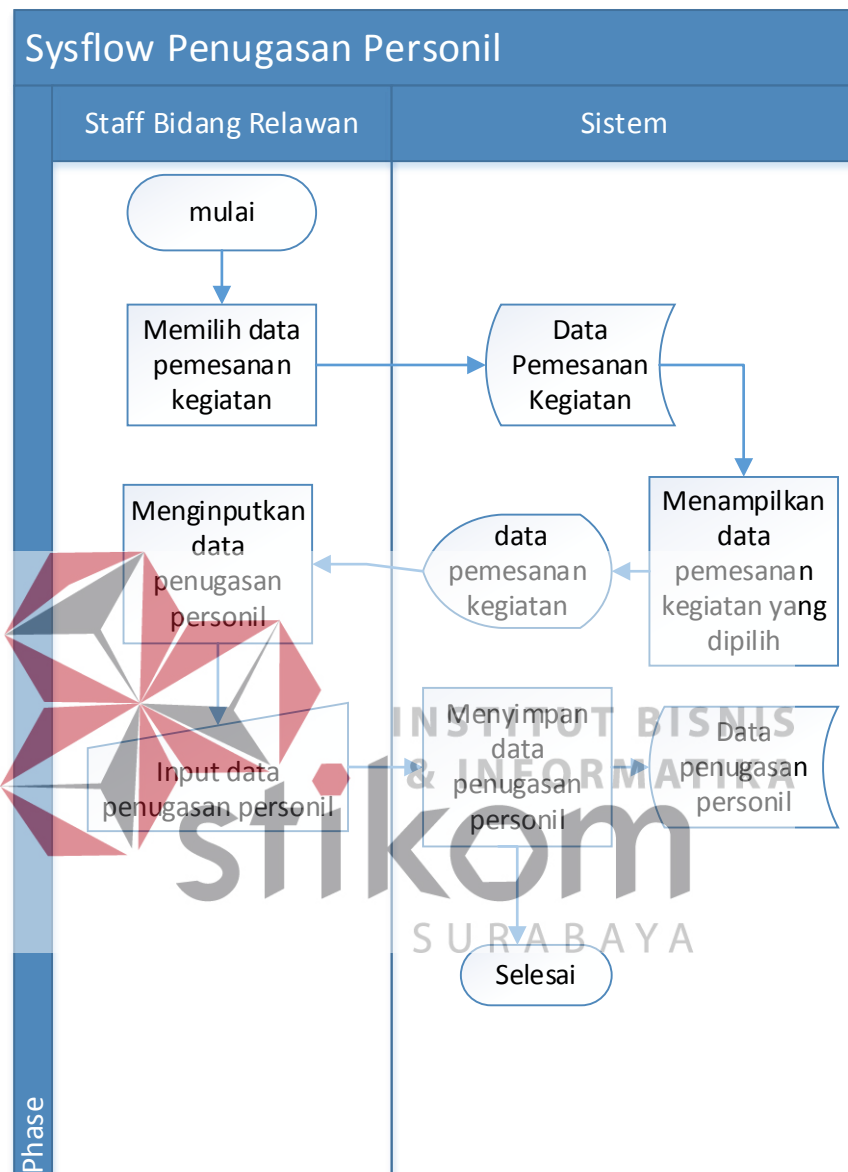 Sysflow Penugasan Personil
Staff Bidang Relawan
Sistem
mulai
Memilih data
pemesanan
kegiatan
Data
Pemesanan
Kegiatan
Menampilkan
data
pemesanan
kegiatan yang
dipilih
data
pemesanan
kegiatan
Menginputkan
data
penugasan
personil
Input data
penugasan personil
Menyimpan
data
penugasan
personil
Data
penugasan
personil
Selesai
Phase
INSTITUT BISNIS
& INFORMATIKA
stikom
SURABAYA